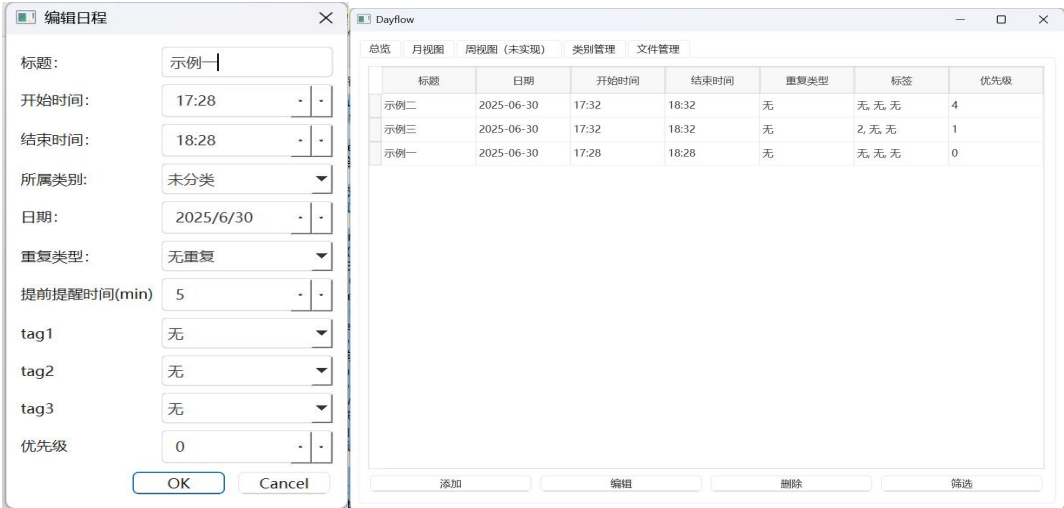 编辑日程
标题: 示例一
开始时间: 17:28
结束时间: 18:28
所属类别: 未分类
日期: 2025/6/30
重复类型: 无重复
提前提醒时间(min) 5
tag1 无
tag2 无
tag3 无
优先级 0
OK Cancel
Dayflow
总览 月视图 周视图（未实现） 类别管理 文件管理
标题 日期 开始时间 结束时间 重复类型 标签 优先级
示例二 2025-06-30 17:32 18:32 无 无, 无, 无 4
示例三 2025-06-30 17:32 18:32 无 2, 无, 无 1
示例一 2025-06-30 17:28 18:28 无 无, 无, 无 0
添加 编辑 删除 筛选